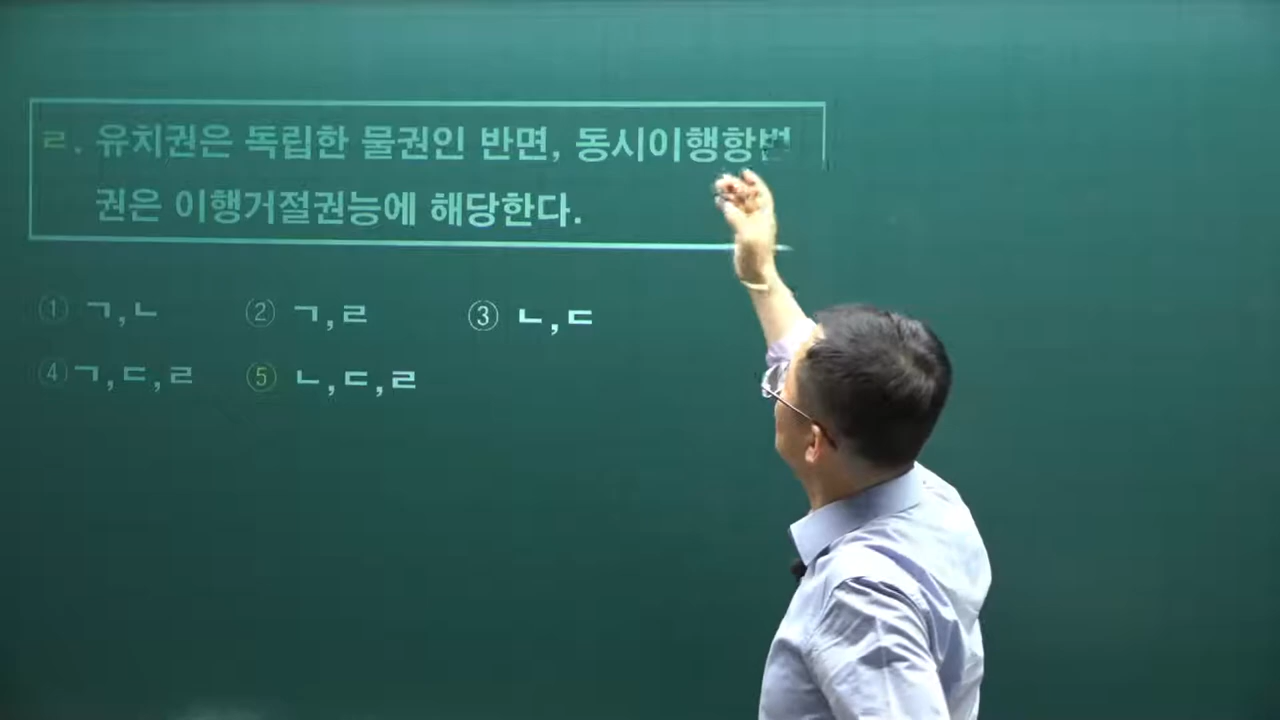 ㄹ. 유치권은 독립한 물권인 반면, 동시이행항변
권은 이행거절권능에 해당한다.
① ㄱ,ㄴ ② ㄱ,ㄹ ③ ㄴ,ㄷ
④ ㄱ,ㄷ,ㄹ ⑤ ㄴ,ㄷ,ㄹ